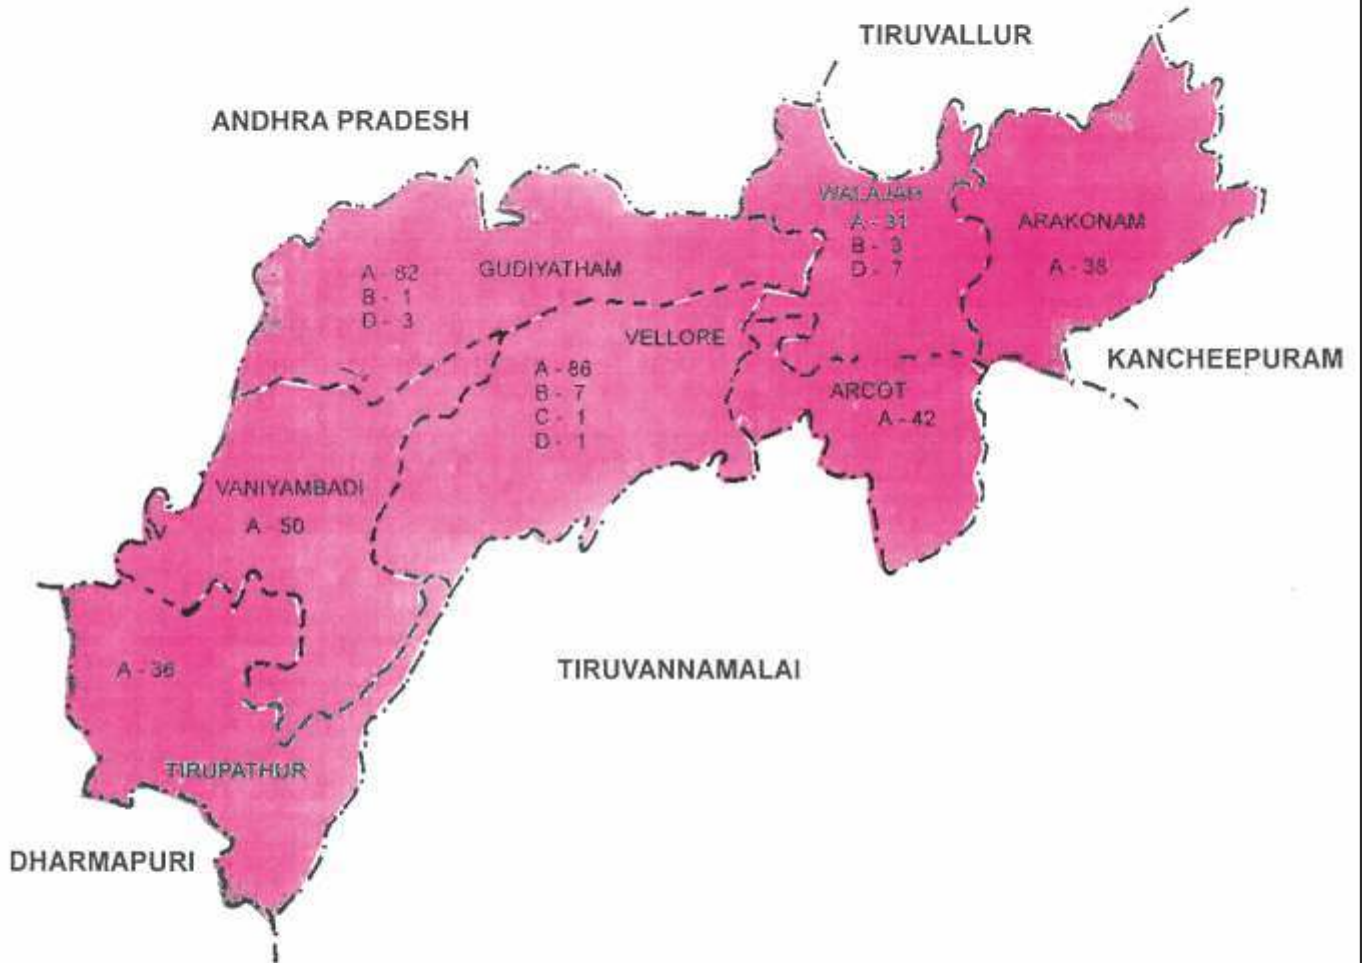 TIRUVALLUR
ANDHRA PRADESH
WALAJAH
A - 31
B - 3
D - 7
ARAKONAM
A - 38
GUDIYATHAM
A - 82
B - 1
D - 3
VELLORE
A - 86
B - 7
C - 1
D - 1
KANCHEEPURAM
ARCOT
A - 42
VANIYAMBADI
A - 50
A - 36
TIRUPATHUR
TIRUVANNAMALAI
DHARMAPURI